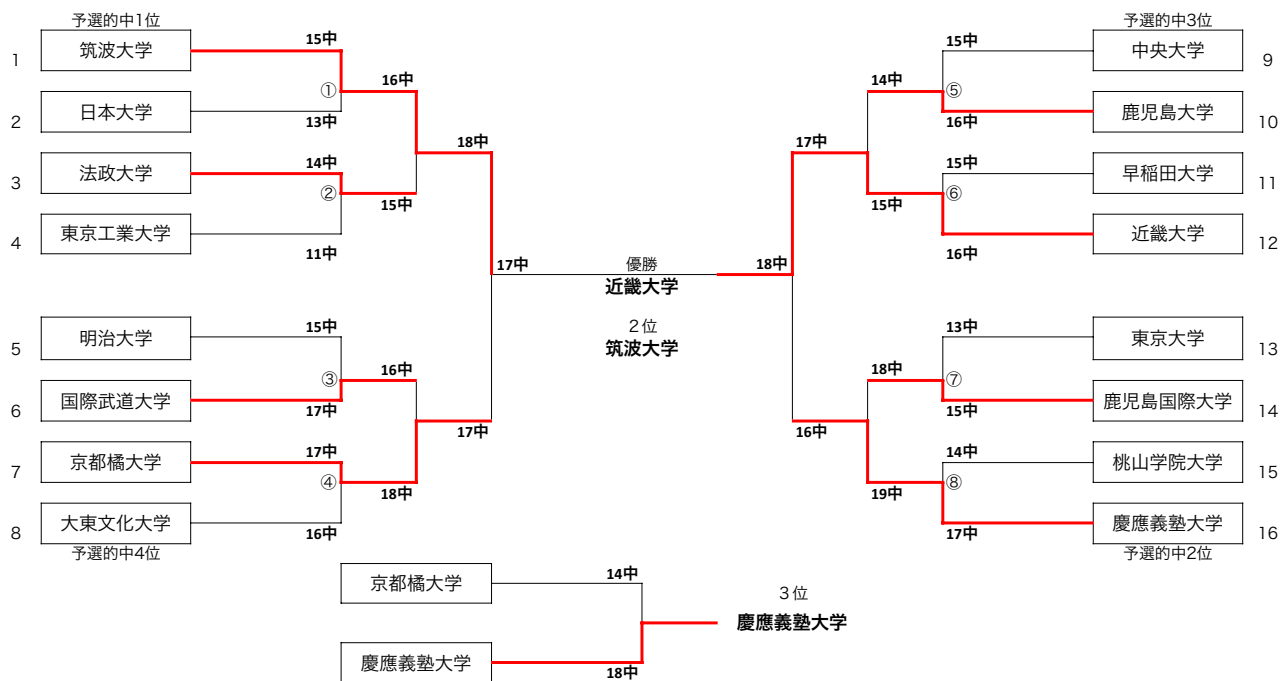 予選的中1位
1 筑波大学 15中
① 16中
2 日本大学 13中
18中
3 法政大学 14中
② 15中
4 東京工業大学 11中
17中
5 明治大学 15中
③ 16中
6 国際武道大学 17中
17中
7 京都橘大学 17中
④ 18中
8 大東文化大学 16中
予選的中4位
優勝
近畿大学
2位
筑波大学
予選的中3位
15中 中央大学 9
14中 ⑤
16中 鹿児島大学 10
17中
15中 早稲田大学 11
15中 ⑥
16中 近畿大学 12
18中
13中 東京大学 13
18中 ⑦
15中 鹿児島国際大学 14
16中
14中 桃山学院大学 15
19中 ⑧
17中 慶應義塾大学 16
予選的中2位
京都橘大学 14中
3位
慶應義塾大学
慶應義塾大学 18中